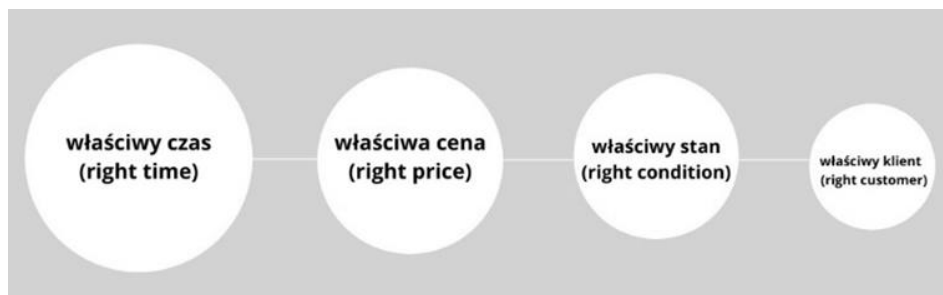 właściwy czas
(right time)
właściwa cena
(right price)
właściwy stan
(right condition)
właściwy klient
(right customer)